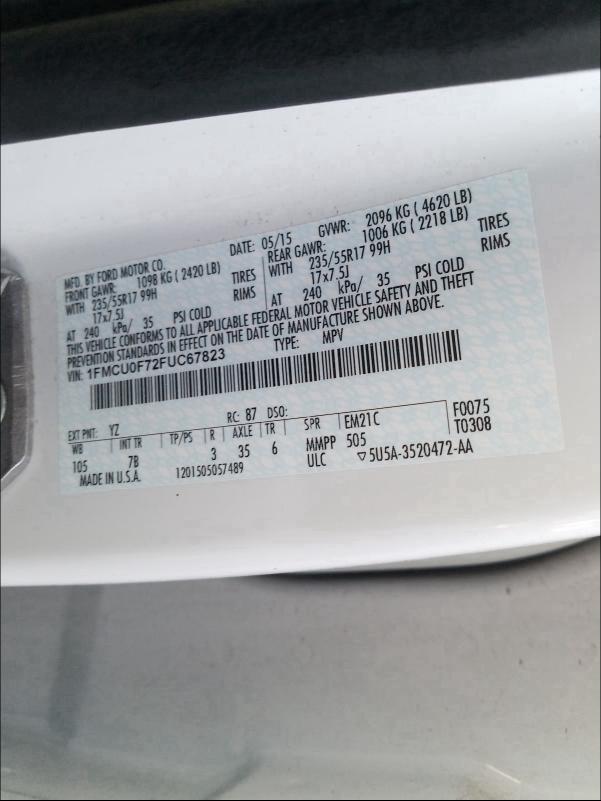 MFD. BY FORD MOTOR CO. DATE: 05/15 GVWR: 2096 KG ( 4620 LB)
FRONT GAWR: 1098 KG ( 2420 LB) REAR GAWR: 1006 KG ( 2218 LB)
WITH 235/55R17 99H TIRES WITH 235/55R17 99H TIRES
17x7.5J RIMS 17x7.5J RIMS
AT 240 kPa/ 35 PSI COLD AT 240 kPa/ 35 PSI COLD
THIS VEHICLE CONFORMS TO ALL APPLICABLE FEDERAL MOTOR VEHICLE SAFETY AND THEFT
PREVENTION STANDARDS IN EFFECT ON THE DATE OF MANUFACTURE SHOWN ABOVE.
VIN: 1FMCU0F72FUC67823 TYPE: MPV
EXT PNT: YZ RC: 87 DSO:
WB INT TR TP/PS R AXLE TR SPR EM21C F0075
105 7B 3 35 6 MMPP 505 T0308
MADE IN U.S.A. 1201505057489 ULC ▽5U5A-3520472-AA